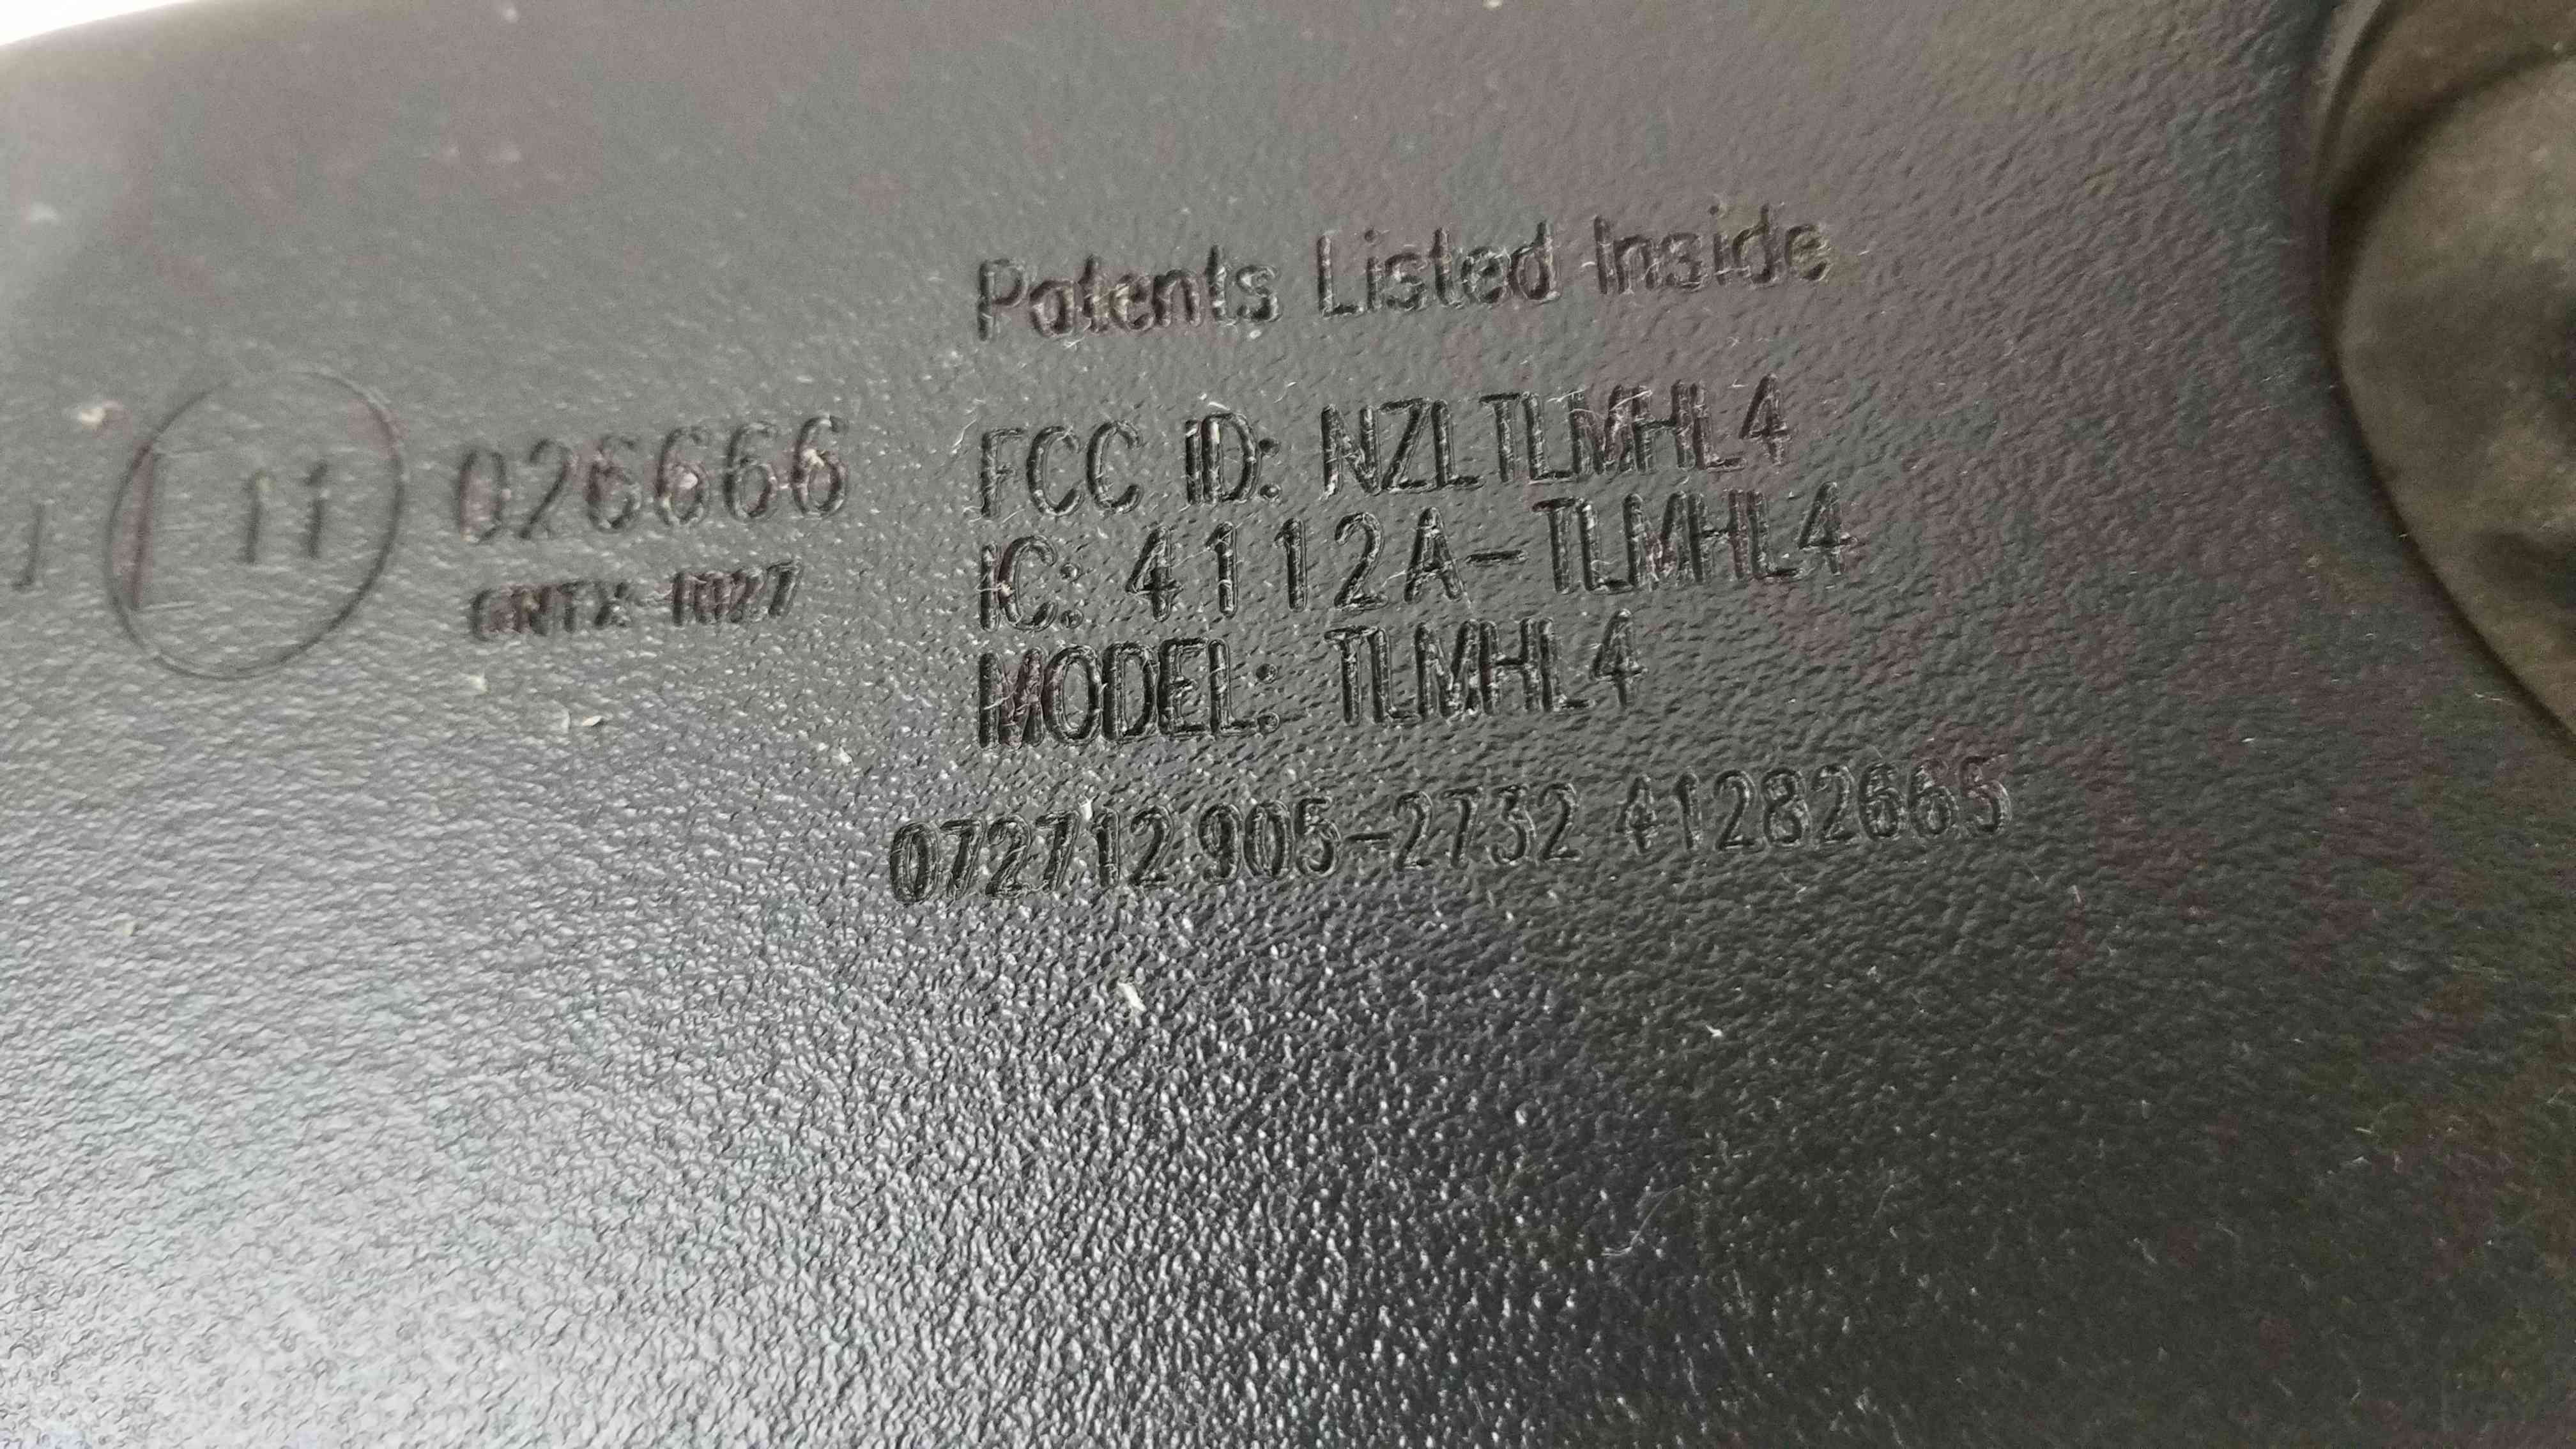 Patents Listed Inside
11 026666
FCC ID: NZLTLMHL4
IC: 4112A-TLMHL4
MODEL: TLMHL4
072712 905-2732 41282665